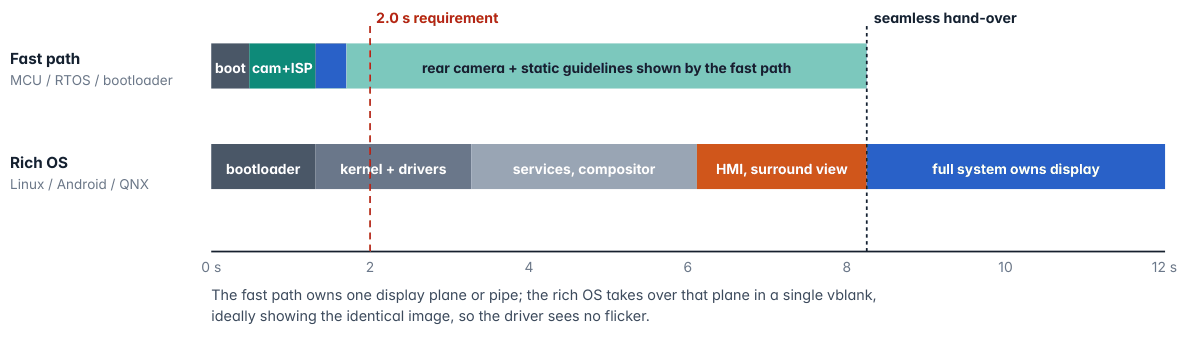 2.0 s requirement
seamless hand-over
Fast path
MCU / RTOS / bootloader
boot
cam+ISP
rear camera + static guidelines shown by the fast path
Rich OS
Linux / Android / QNX
bootloader
kernel + drivers
services, compositor
HMI, surround view
full system owns display
0 s
2
4
6
8
10
12 s
The fast path owns one display plane or pipe; the rich OS takes over that plane in a single vblank,
ideally showing the identical image, so the driver sees no flicker.